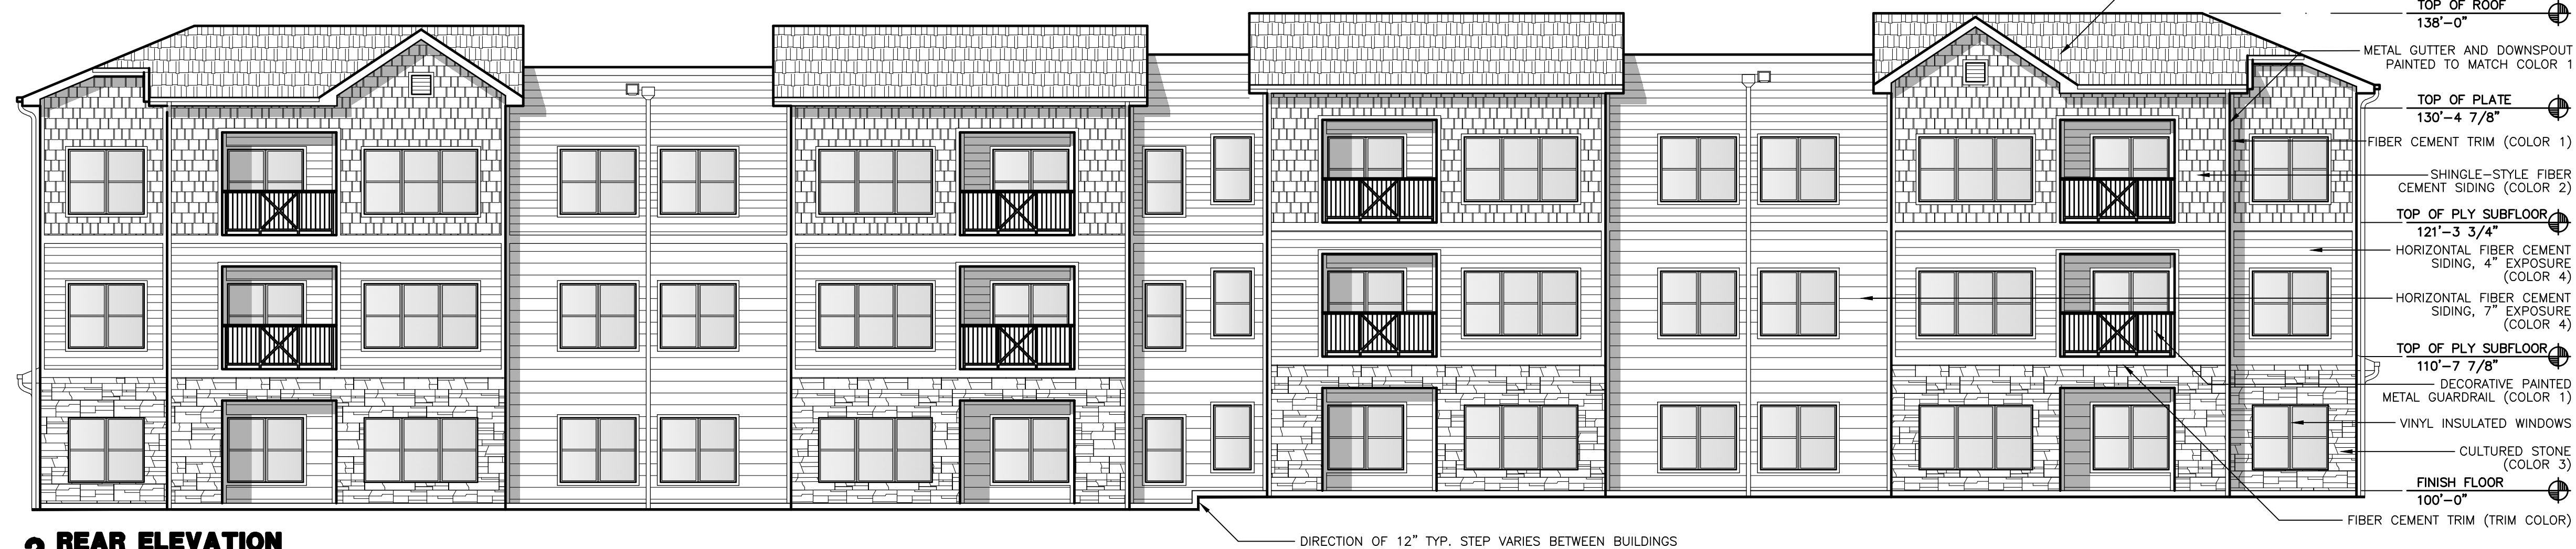 TOP OF ROOF
138'-0"
METAL GUTTER AND DOWNSPOUT
PAINTED TO MATCH COLOR 1
TOP OF PLATE
130'-4 7/8"
FIBER CEMENT TRIM (COLOR 1)
SHINGLE-STYLE FIBER
CEMENT SIDING (COLOR 2)
TOP OF PLY SUBFLOOR
121'-3 3/4"
HORIZONTAL FIBER CEMENT
SIDING, 4" EXPOSURE
(COLOR 4)
HORIZONTAL FIBER CEMENT
SIDING, 7" EXPOSURE
(COLOR 4)
TOP OF PLY SUBFLOOR
110'-7 7/8"
DECORATIVE PAINTED
METAL GUARDRAIL (COLOR 1)
VINYL INSULATED WINDOWS
CULTURED STONE
(COLOR 3)
FINISH FLOOR
100'-0"
FIBER CEMENT TRIM (TRIM COLOR)
DIRECTION OF 12" TYP. STEP VARIES BETWEEN BUILDINGS
REAR ELEVATION